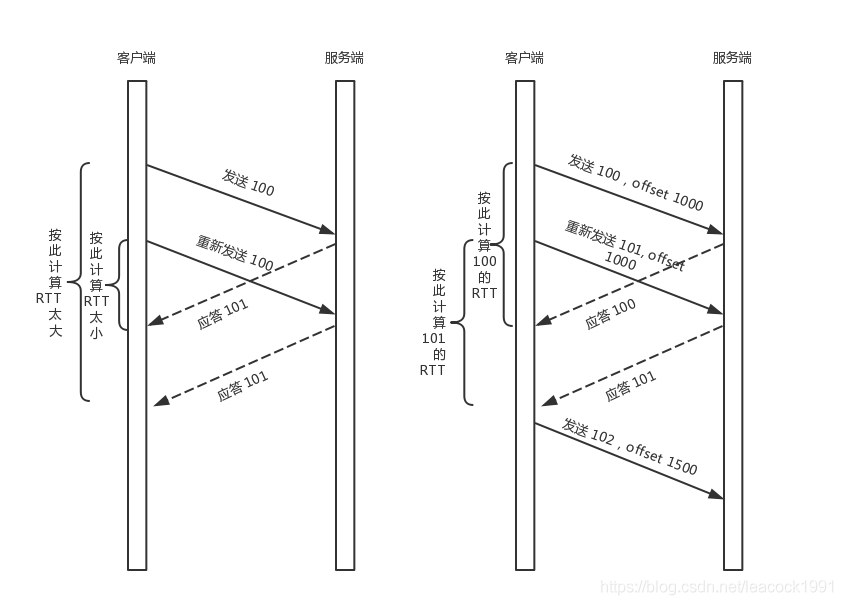 客户端
服务端
发送 100
重新发送 100
应答 101
应答 101
按此计算RTT太大
按此计算RTT太小
客户端
服务端
发送 100，offset 1000
重新发送 101, offset
1000
应答 100
应答 101
发送 102，offset 1500
按此计算100的RTT
按此计算101的RTT
https://blog.csdn.net/leacock1991